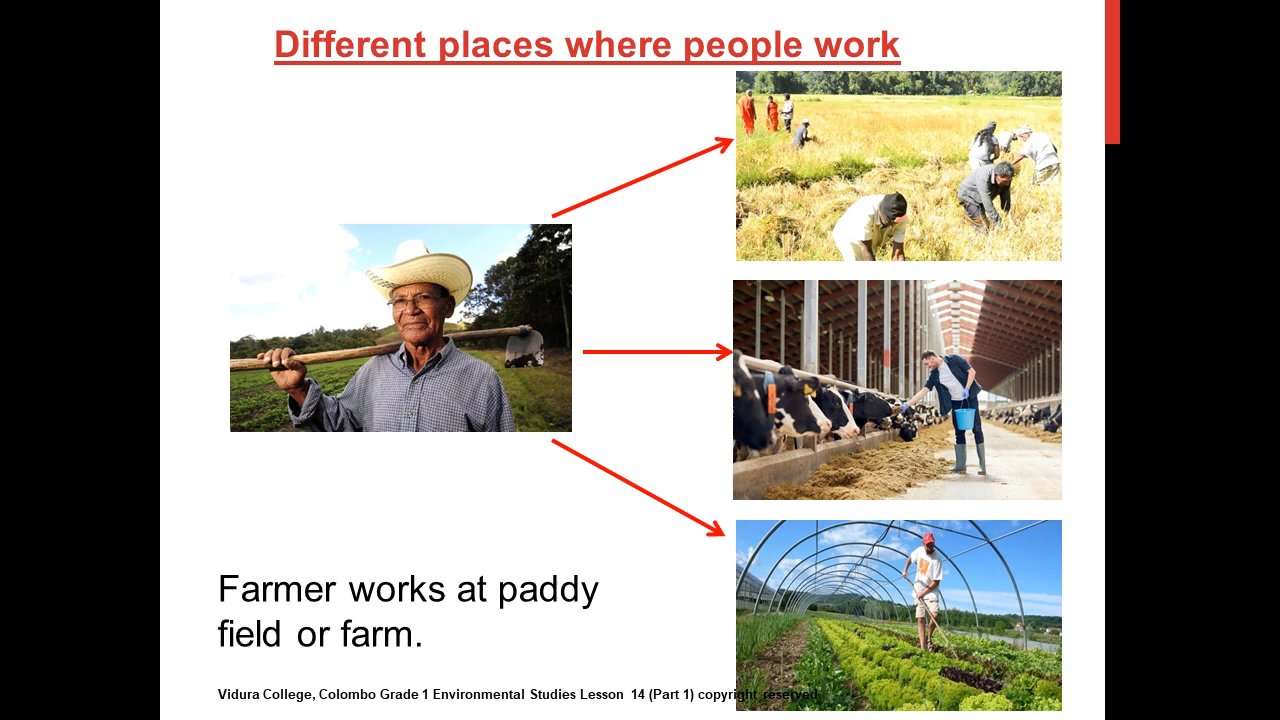 Different places where people work
Farmer works at paddy
field or farm.
Vidura College, Colombo Grade 1 Environmental Studies Lesson 14 (Part 1) copyright reserved